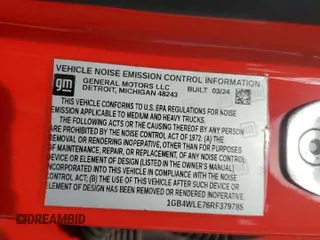 VEHICLE NOISE EMISSION CONTROL INFORMATION
gm GENERAL MOTORS LLC BUILT 03/24
DETROIT, MICHIGAN 48243
THIS VEHICLE CONFORMS TO U.S. EPA REGULATIONS FOR NOISE
EMISSION APPLICABLE TO MEDIUM AND HEAVY TRUCKS.
THE FOLLOWING ACTS OR THE CAUSING THEREOF BY ANY PERSON
ARE PROHIBITED BY THE NOISE CONTROL ACT OF 1972: (A) THE
REMOVAL OR RENDERING INOPERATIVE, OTHER THAN FOR PURPOSES
OF MAINTENANCE, REPAIR, OR REPLACEMENT, OF ANY DEVICE OR
ELEMENT OF DESIGN (LISTED IN THE OWNER'S MANUAL)
INCORPORATED INTO THIS VEHICLE IN COMPLIANCE WITH THE NOISE
CONTROL ACT; (B) THE USE OF THIS VEHICLE AFTER SUCH DEVICE OR
ELEMENT OF DESIGN HAS BEEN REMOVED OR RENDERED INOPERATIVE.
1GB4WLE76RF379785
DREAMBID